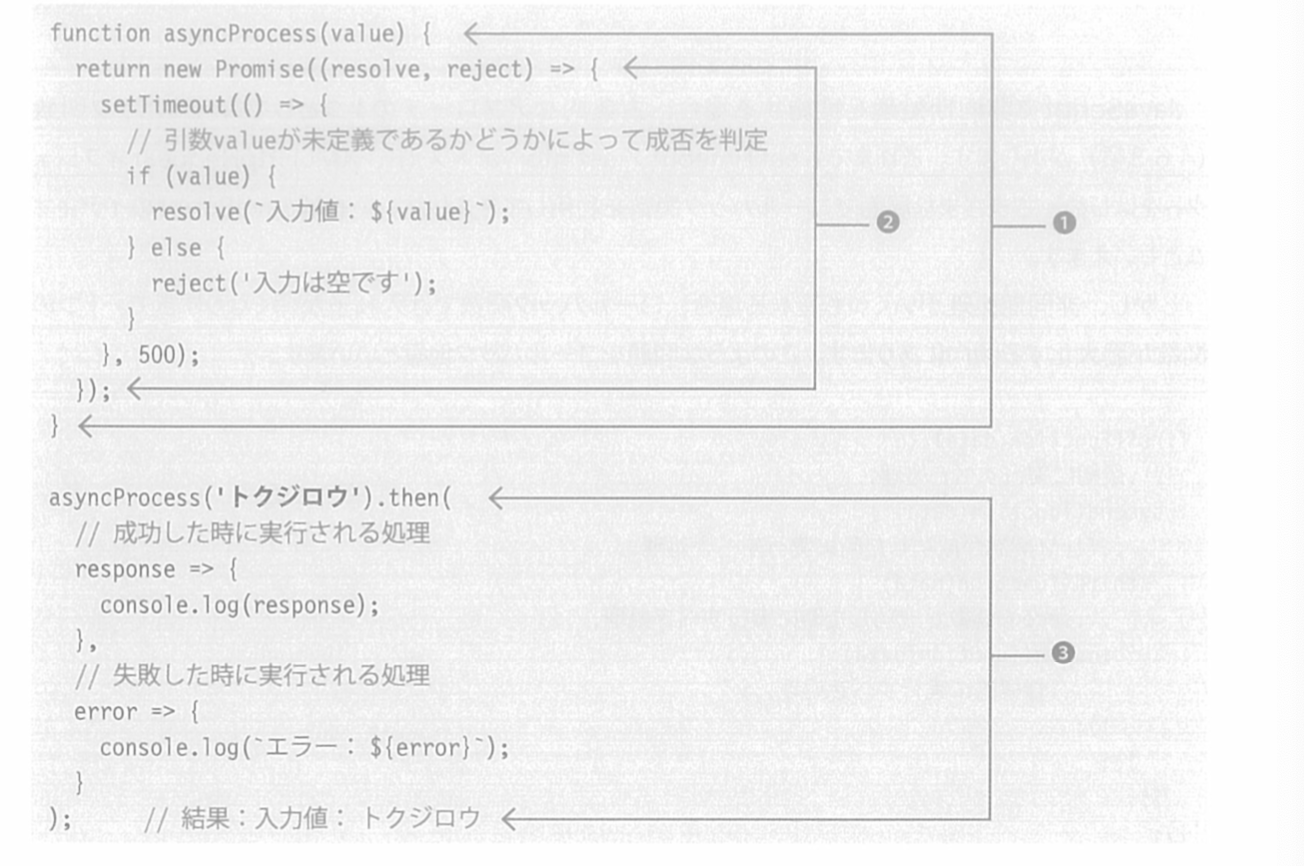 function asyncProcess(value) {
return new Promise((resolve, reject) => {
setTimeout(() => {
// 引数valueが未定義であるかどうかによって成否を判定
if (value) {
resolve(`入力値： ${value}`);
} else {
reject('入力は空です');
}
}, 500);
});
}
❷
❶
asyncProcess('トクジロウ').then(
// 成功した時に実行される処理
response => {
console.log(response);
},
// 失敗した時に実行される処理
error => {
console.log(`エラー： ${error}`);
}
); // 結果：入力値： トクジロウ
❸